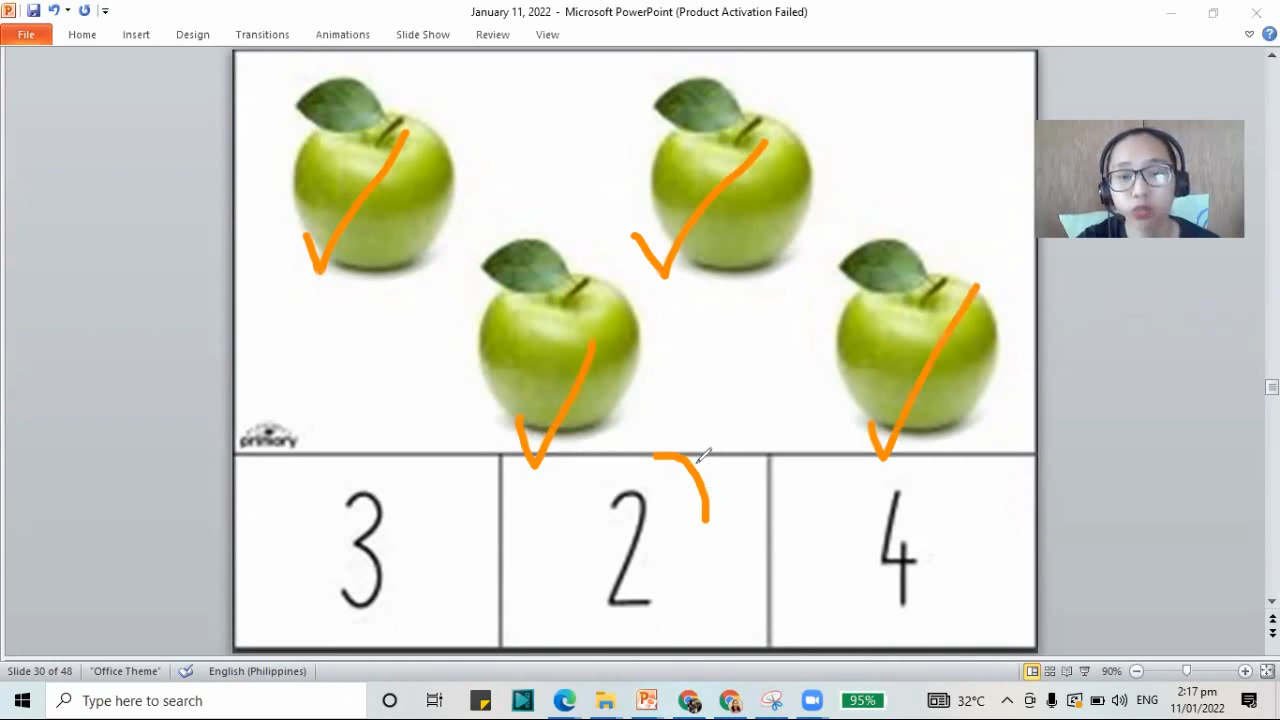 January 11, 2022 - Microsoft PowerPoint (Product Activation Failed)
File Home Insert Design Transitions Animations Slide Show Review View
primary
3 2 4
Slide 30 of 48 "Office Theme" English (Philippines) 90%
Type here to search 95% 32°C ENG 2:17 pm
11/01/2022